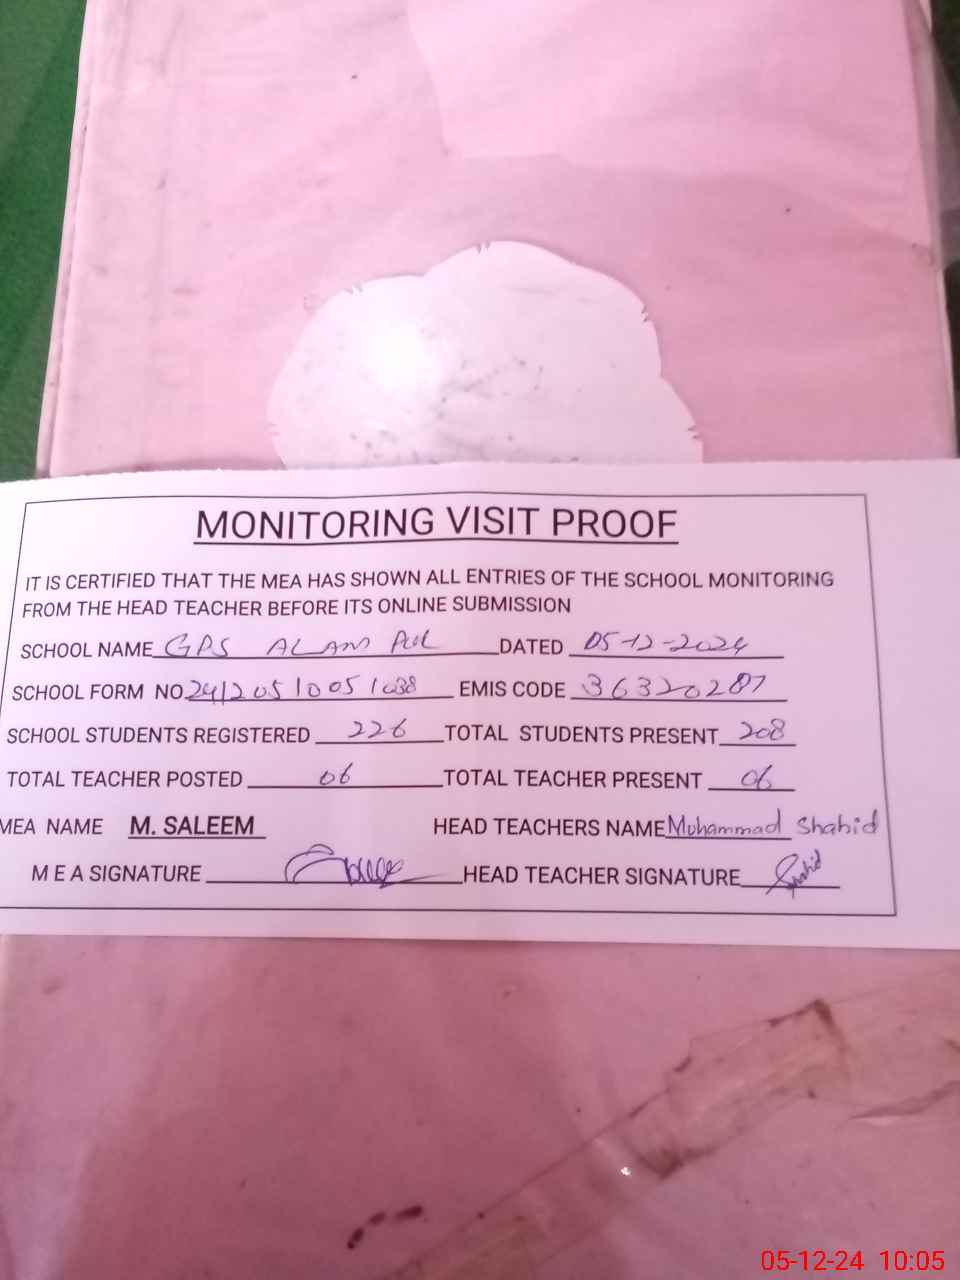 MONITORING VISIT PROOF
IT IS CERTIFIED THAT THE MEA HAS SHOWN ALL ENTRIES OF THE SCHOOL MONITORING
FROM THE HEAD TEACHER BEFORE ITS ONLINE SUBMISSION
SCHOOL NAME GPS ALAM PUL DATED 05-12-2024
SCHOOL FORM NO. 24120510051038 EMIS CODE 36320287
SCHOOL STUDENTS REGISTERED 226 TOTAL STUDENTS PRESENT 208
TOTAL TEACHER POSTED 06 TOTAL TEACHER PRESENT 06
MEA NAME M. SALEEM HEAD TEACHERS NAME Muhammad Shahid
M E A SIGNATURE HEAD TEACHER SIGNATURE Shahid
05-12-24 10:05